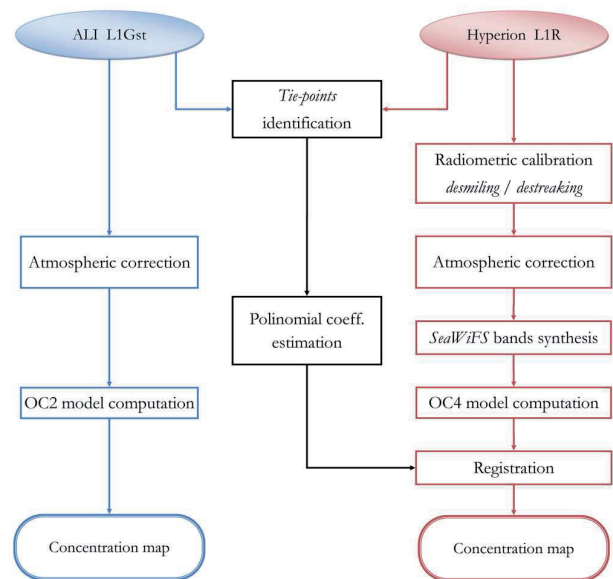 ALI L1Gst
Hyperion L1R
Tie-points
identification
Radiometric calibration
desmiling / destreaking
Atmospheric correction
Atmospheric correction
Polinomial coeff.
estimation
SeaWiFS bands synthesis
OC2 model computation
OC4 model computation
Registration
Concentration map
Concentration map